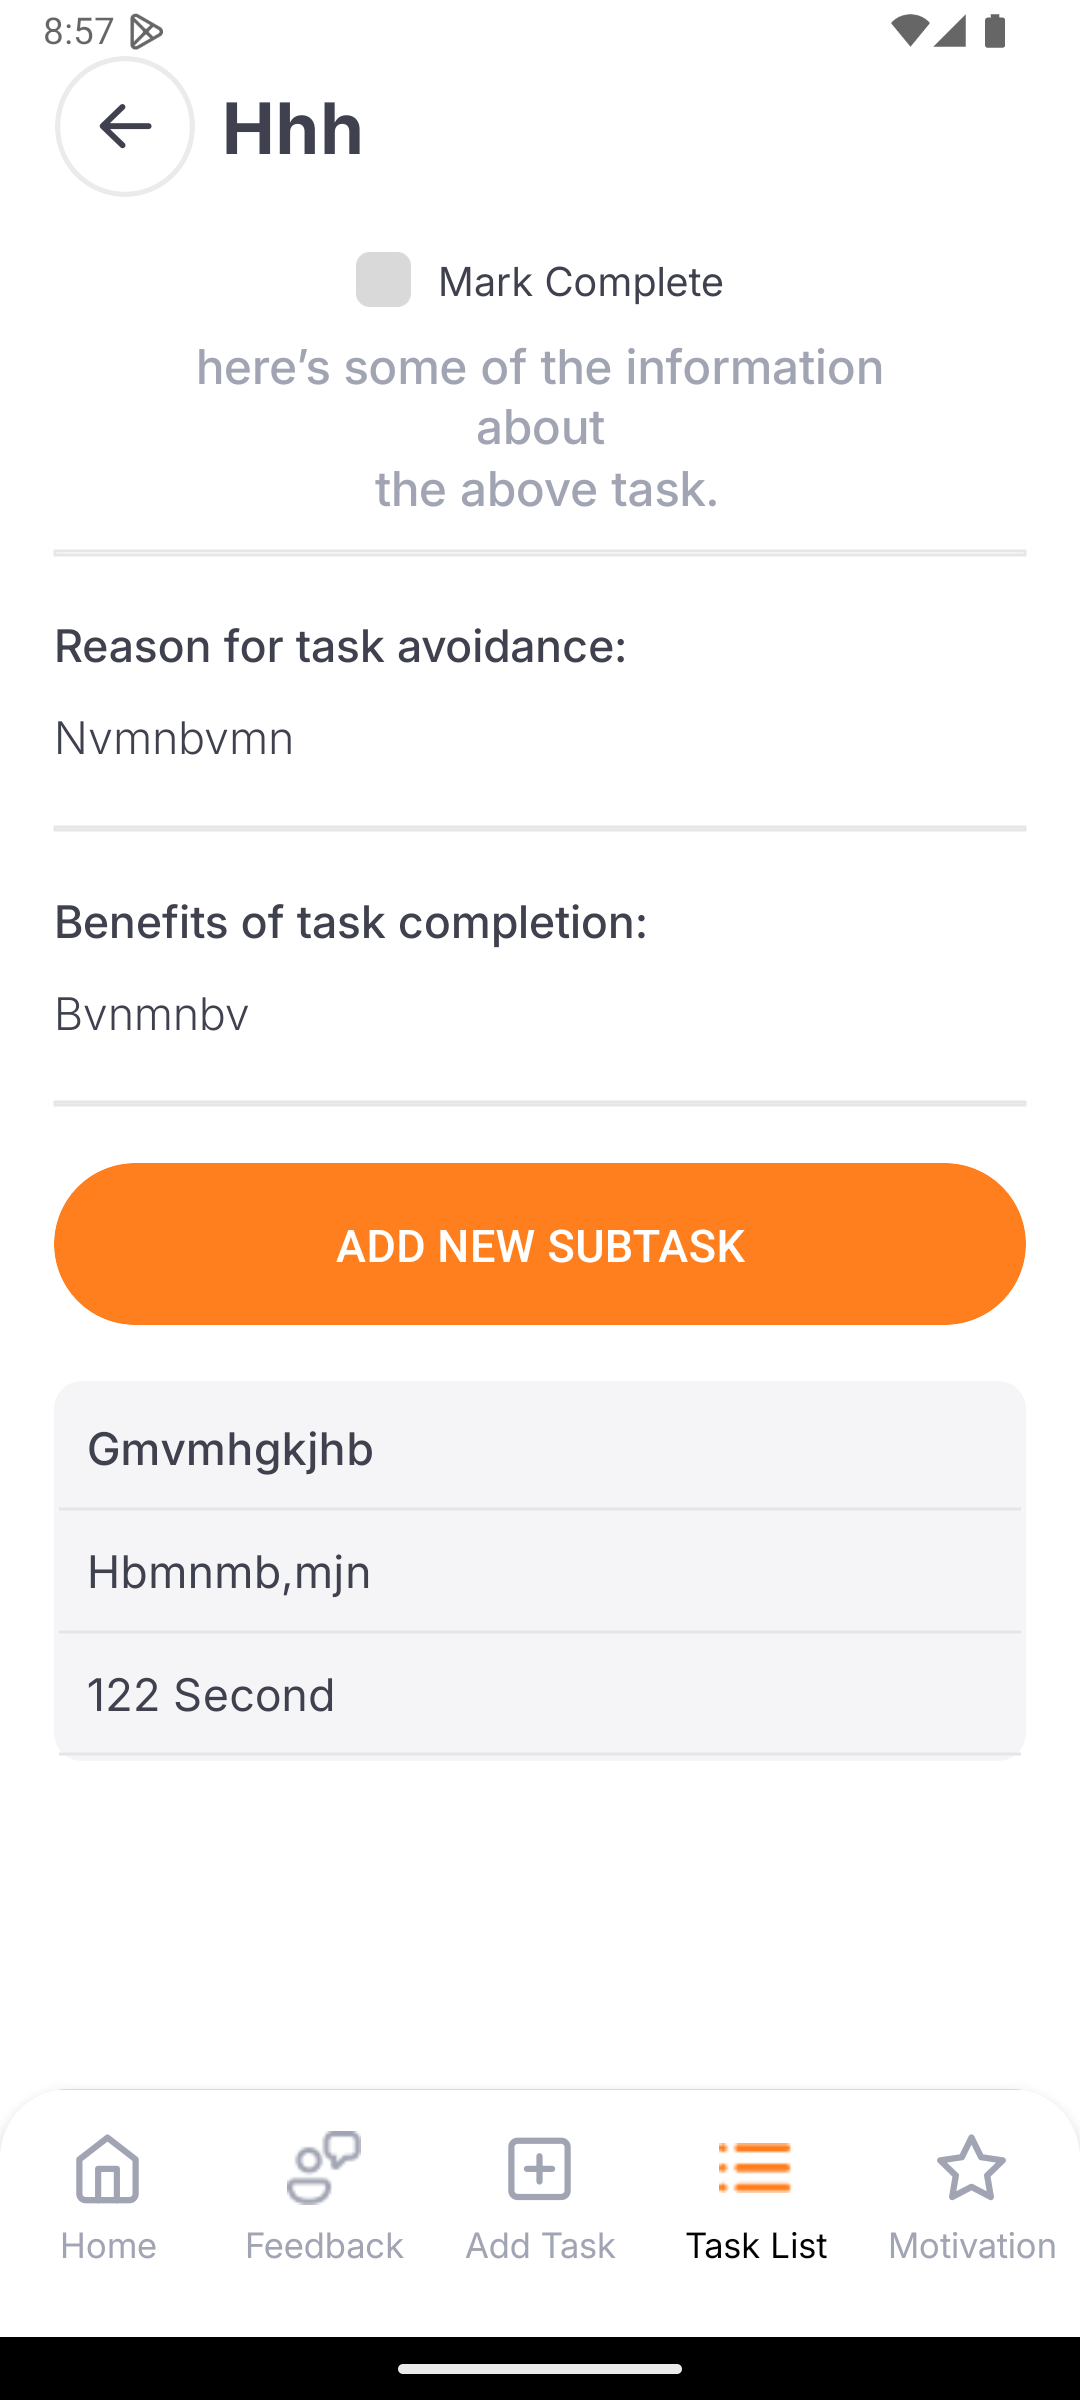 8:57
Hhh
Mark Complete
here’s some of the information
about
the above task.
Reason for task avoidance:
Nvmnbvmn
Benefits of task completion:
Bvnmnbv
ADD NEW SUBTASK
Gmvmhgkjhb
Hbmnmb,mjn
122 Second
Home
Feedback
Add Task
Task List
Motivation